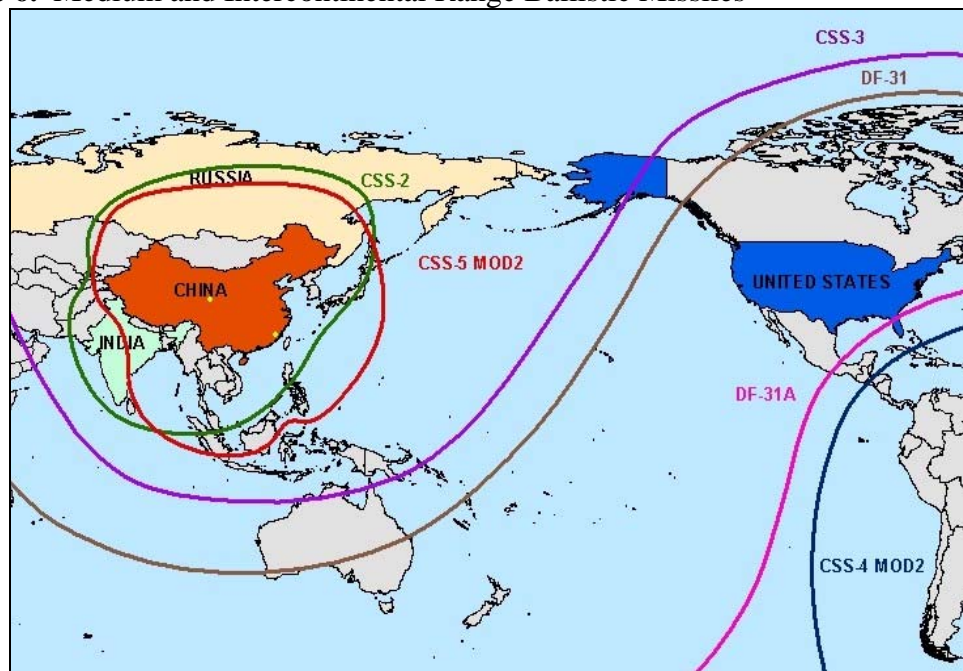 Medium and Intercontinental Range Ballistic Missiles
CSS-3
DF-31
RUSSIA
CSS-2
CSS-5 MOD2
CHINA
UNITED STATES
INDIA
DF-31A
CSS-4 MOD2